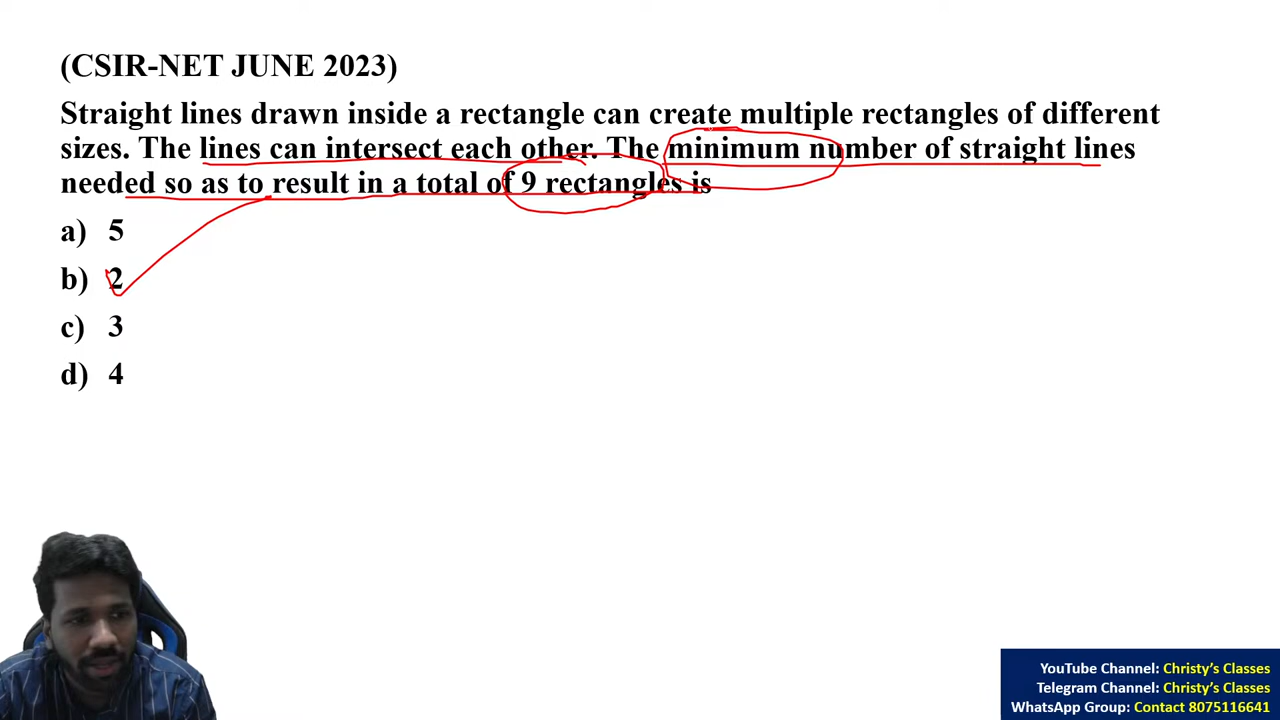 (CSIR-NET JUNE 2023)
Straight lines drawn inside a rectangle can create multiple rectangles of different
sizes. The lines can intersect each other. The minimum number of straight lines
needed so as to result in a total of 9 rectangles is
a) 5
b) 2
c) 3
d) 4
YouTube Channel: Christy's Classes
Telegram Channel: Christy's Classes
WhatsApp Group: Contact 8075116641